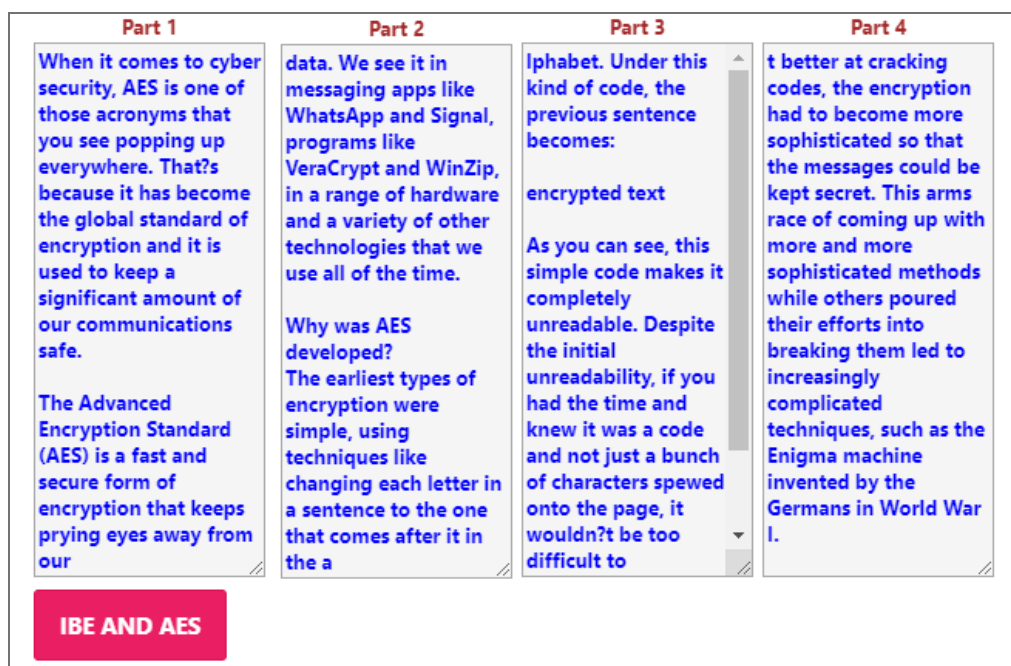 Part 1
When it comes to cyber
security, AES is one of
those acronyms that
you see popping up
everywhere. That?s
because it has become
the global standard of
encryption and it is
used to keep a
significant amount of
our communications
safe.
The Advanced
Encryption Standard
(AES) is a fast and
secure form of
encryption that keeps
prying eyes away from
our
Part 2
data. We see it in
messaging apps like
WhatsApp and Signal,
programs like
VeraCrypt and WinZip,
in a range of hardware
and a variety of other
technologies that we
use all of the time.
Why was AES
developed?
The earliest types of
encryption were
simple, using
techniques like
changing each letter in
a sentence to the one
that comes after it in
the a
Part 3
lphabet. Under this
kind of code, the
previous sentence
becomes:
encrypted text
As you can see, this
simple code makes it
completely
unreadable. Despite
the initial
unreadability, if you
had the time and
knew it was a code
and not just a bunch
of characters spewed
onto the page, it
wouldn?t be too
difficult to
Part 4
t better at cracking
codes, the encryption
had to become more
sophisticated so that
the messages could be
kept secret. This arms
race of coming up with
more and more
sophisticated methods
while others poured
their efforts into
breaking them led to
increasingly
complicated
techniques, such as the
Enigma machine
invented by the
Germans in World War
I.
IBE AND AES